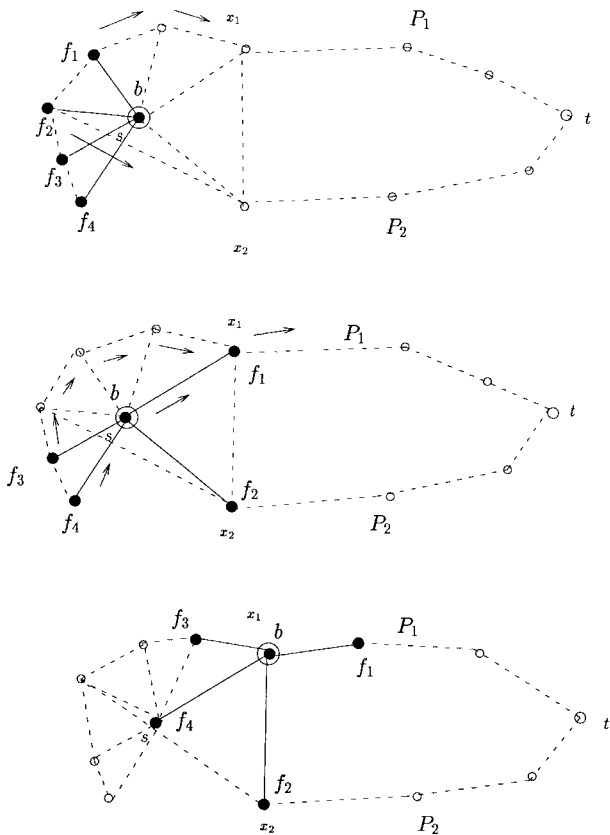 x₁
P₁
f₁
b
f₂
s
t
f₃
f₄
P₂
x₂
x₁
P₁
f₁
b
t
s
f₃
f₂
f₄
x₂
P₂
x₁
f₃
b
P₁
f₁
f₄
s
t
f₂
x₂
P₂